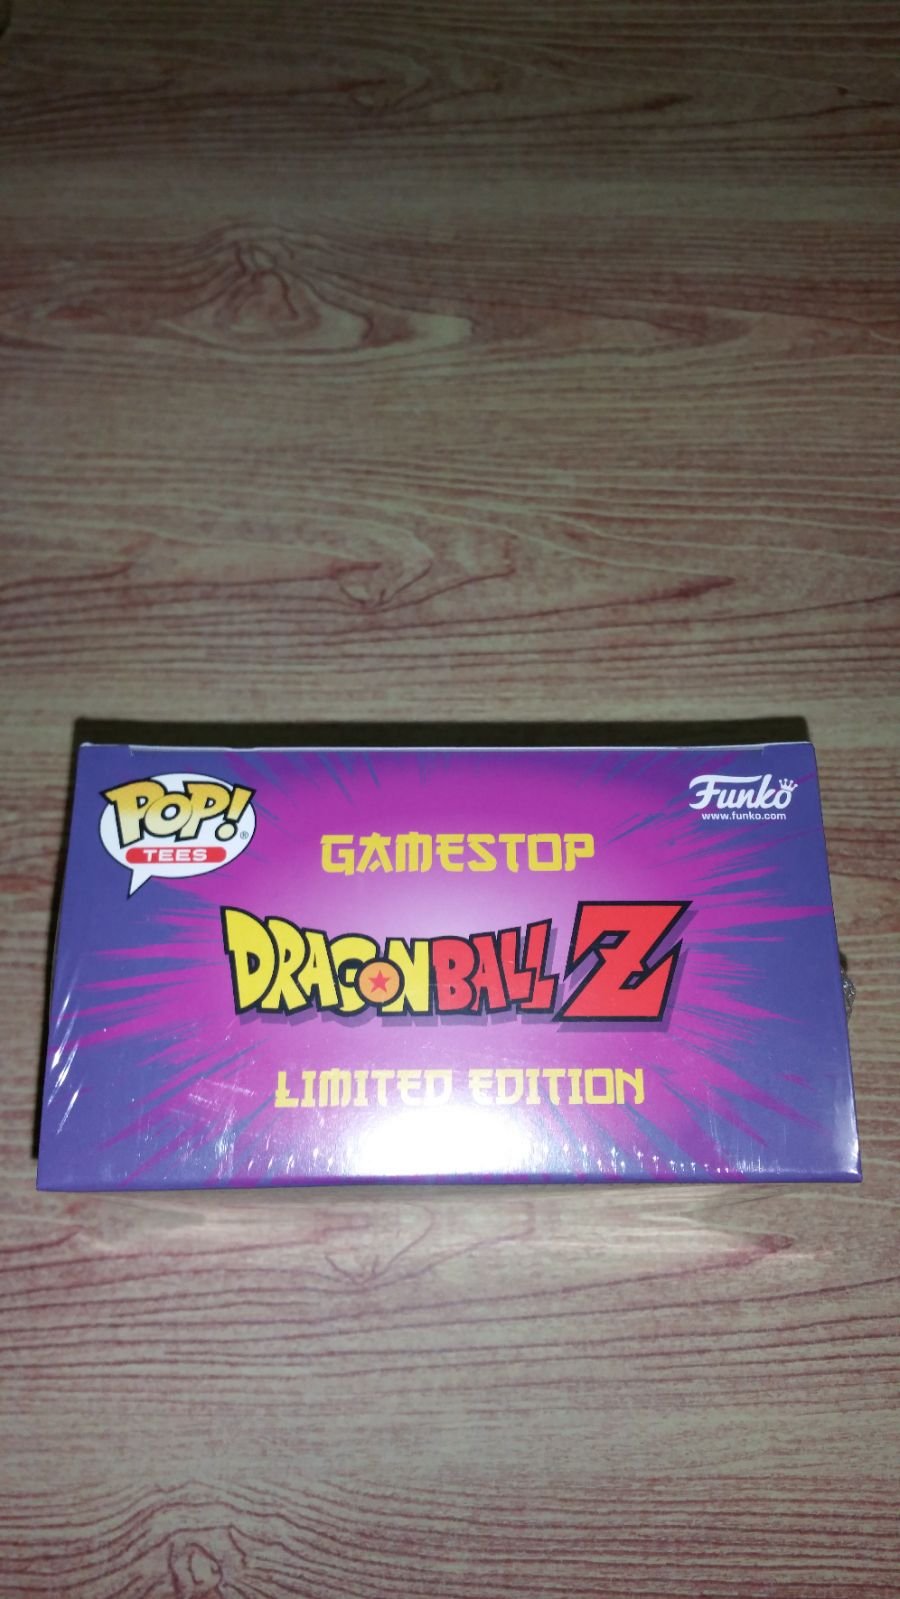 POP!®
TEES
Funko
www.funko.com
GAMESTOP
DRAGONBALL Z
LIMITED EDITION